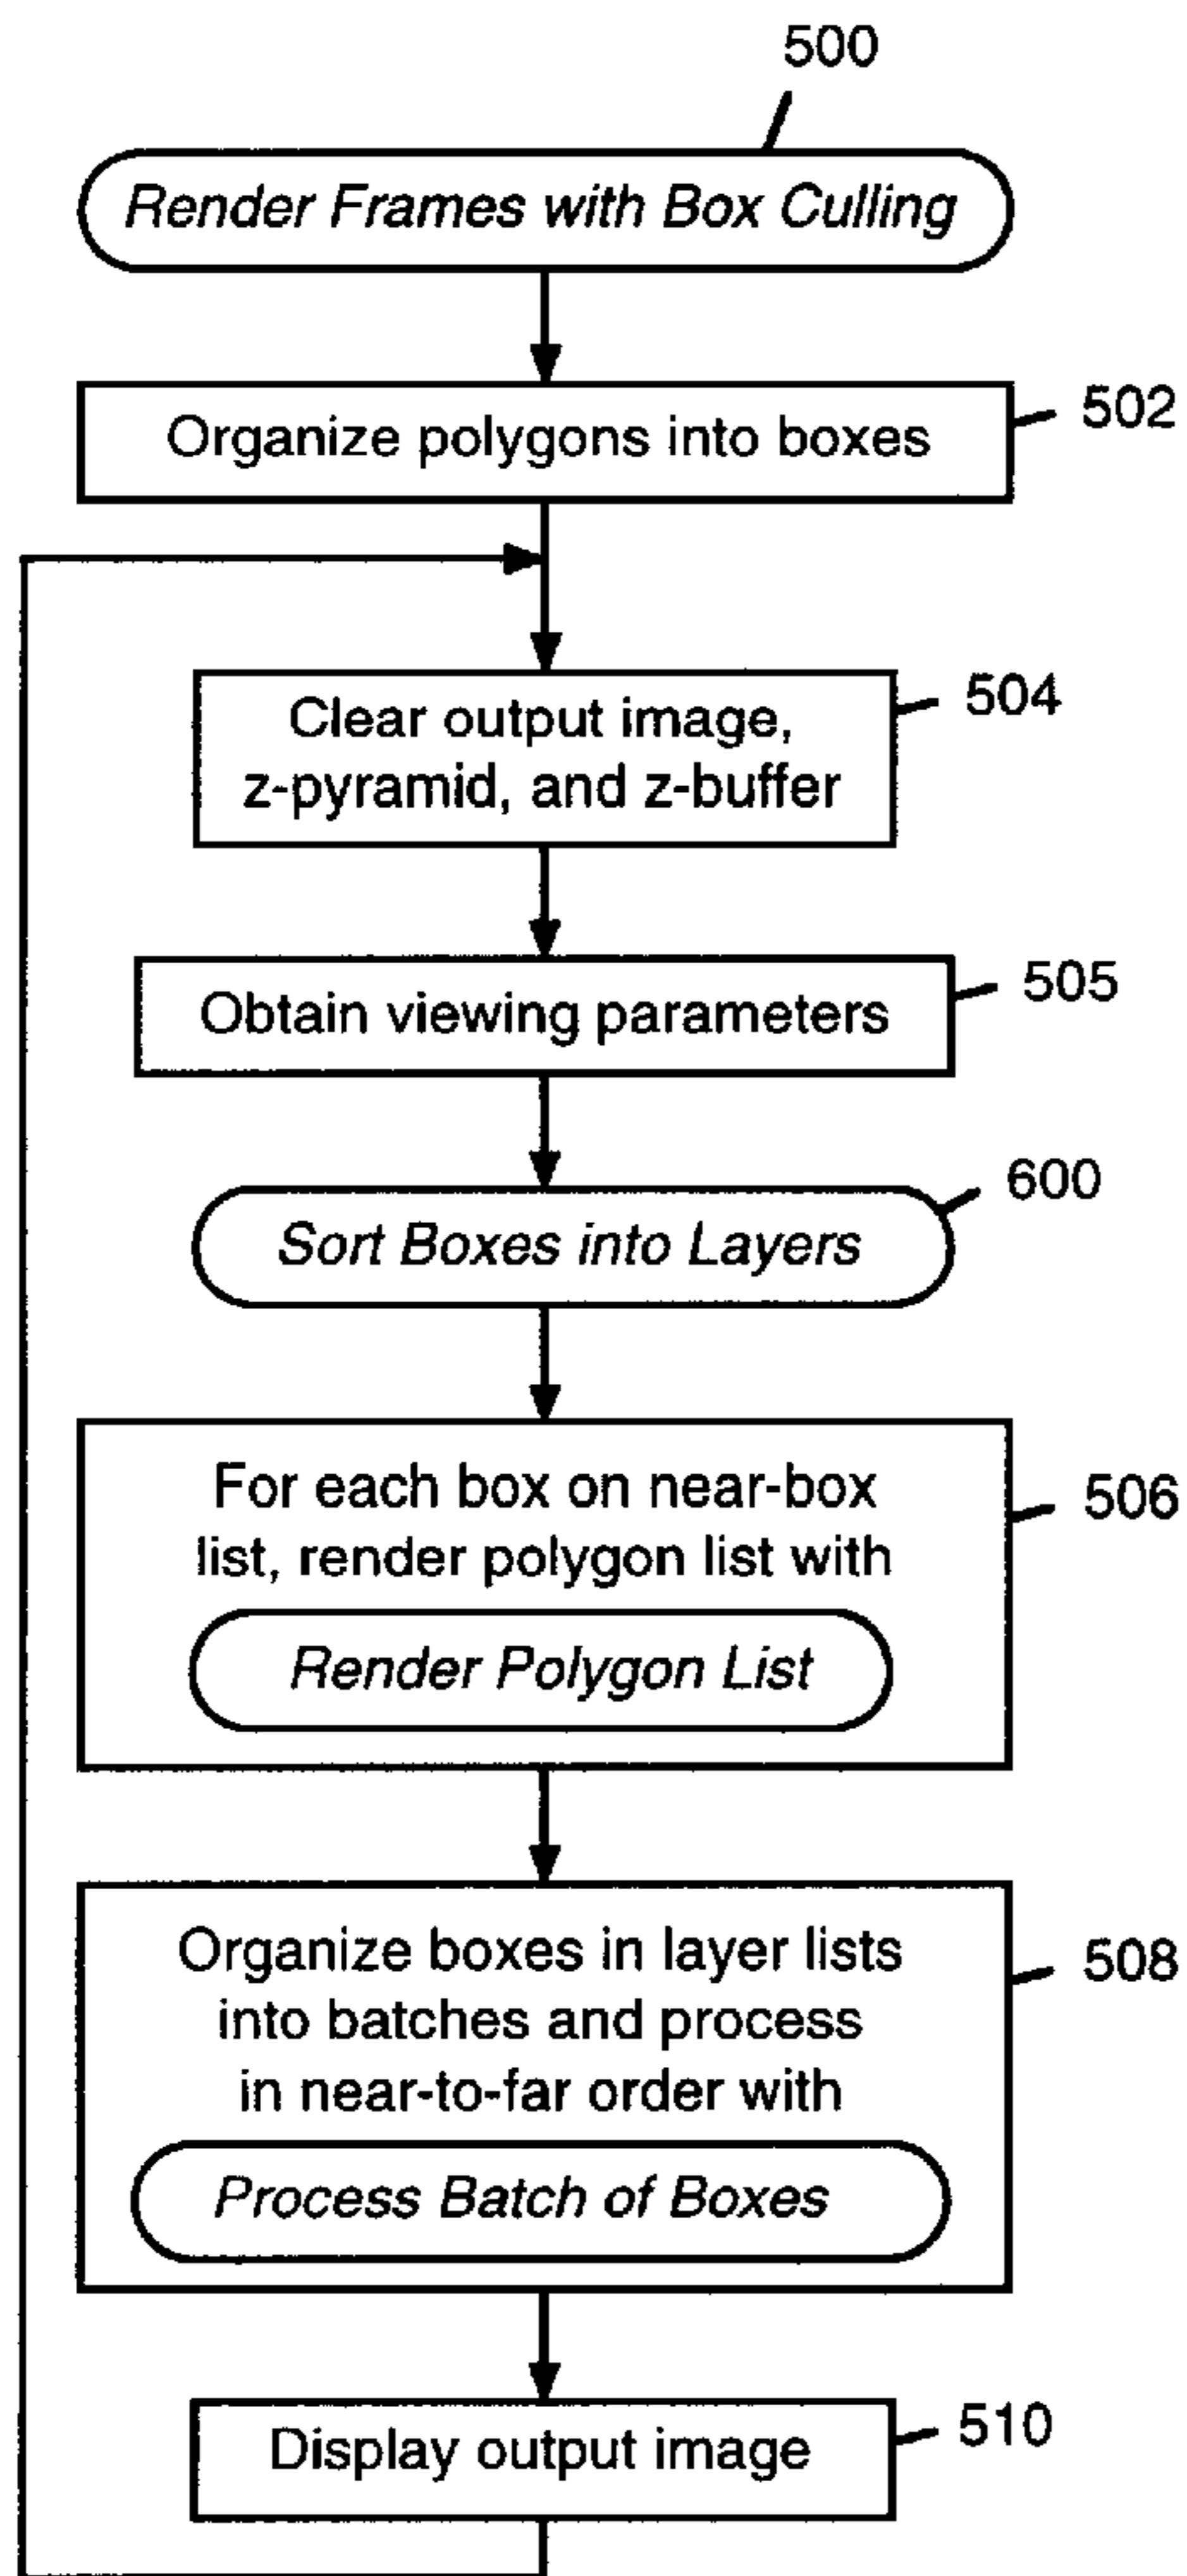 500
Render Frames with Box Culling
Organize polygons into boxes
502
Clear output image,
z-pyramid, and z-buffer
504
Obtain viewing parameters
505
Sort Boxes into Layers
600
For each box on near-box
list, render polygon list with
Render Polygon List
506
Organize boxes in layer lists
into batches and process
in near-to-far order with
Process Batch of Boxes
508
Display output image
510